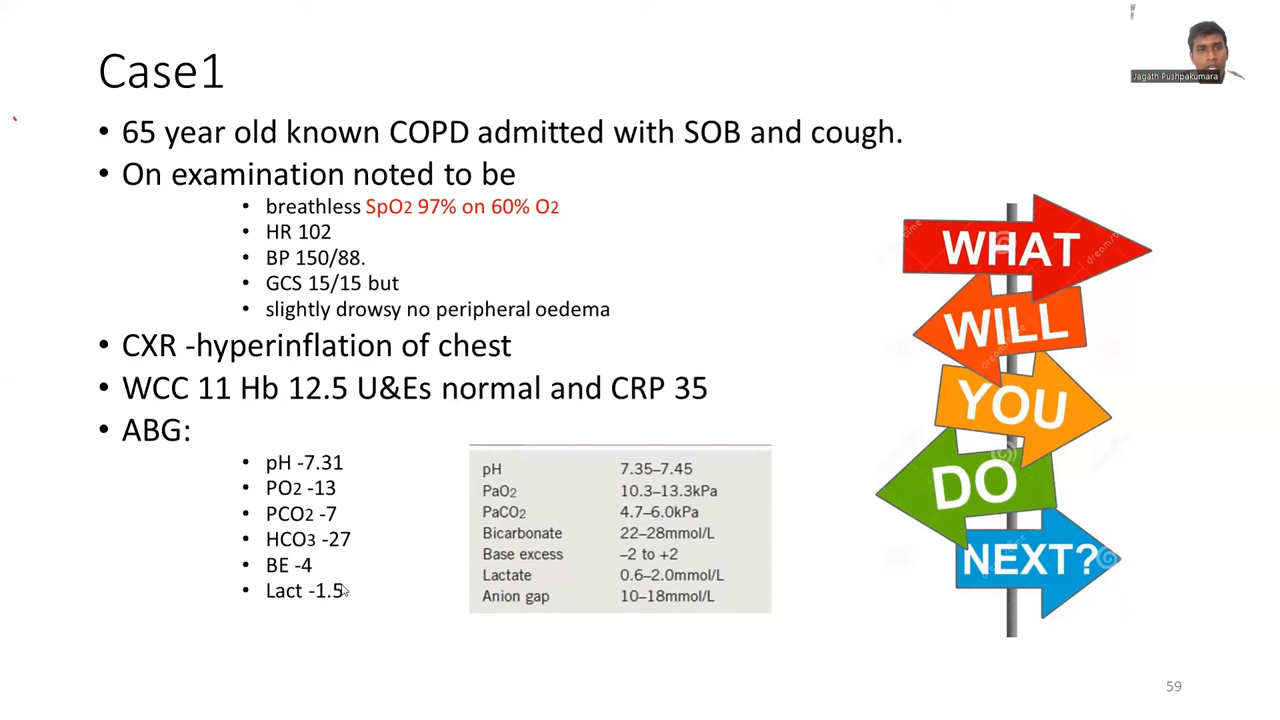 Case1
Jagath Pushpakumara
• 65 year old known COPD admitted with SOB and cough.
• On examination noted to be
• breathless SpO2 97% on 60% O2
• HR 102
• BP 150/88.
• GCS 15/15 but
• slightly drowsy no peripheral oedema
• CXR -hyperinflation of chest
• WCC 11 Hb 12.5 U&Es normal and CRP 35
• ABG:
• pH -7.31
• PO2 -13
• PCO2 -7
• HCO3 -27
• BE -4
• Lact -1.5
pH 7.35–7.45
PaO2 10.3–13.3kPa
PaCO2 4.7–6.0kPa
Bicarbonate 22–28mmol/L
Base excess –2 to +2
Lactate 0.6–2.0mmol/L
Anion gap 10–18mmol/L
WHAT
WILL
YOU
DO
NEXT?
59